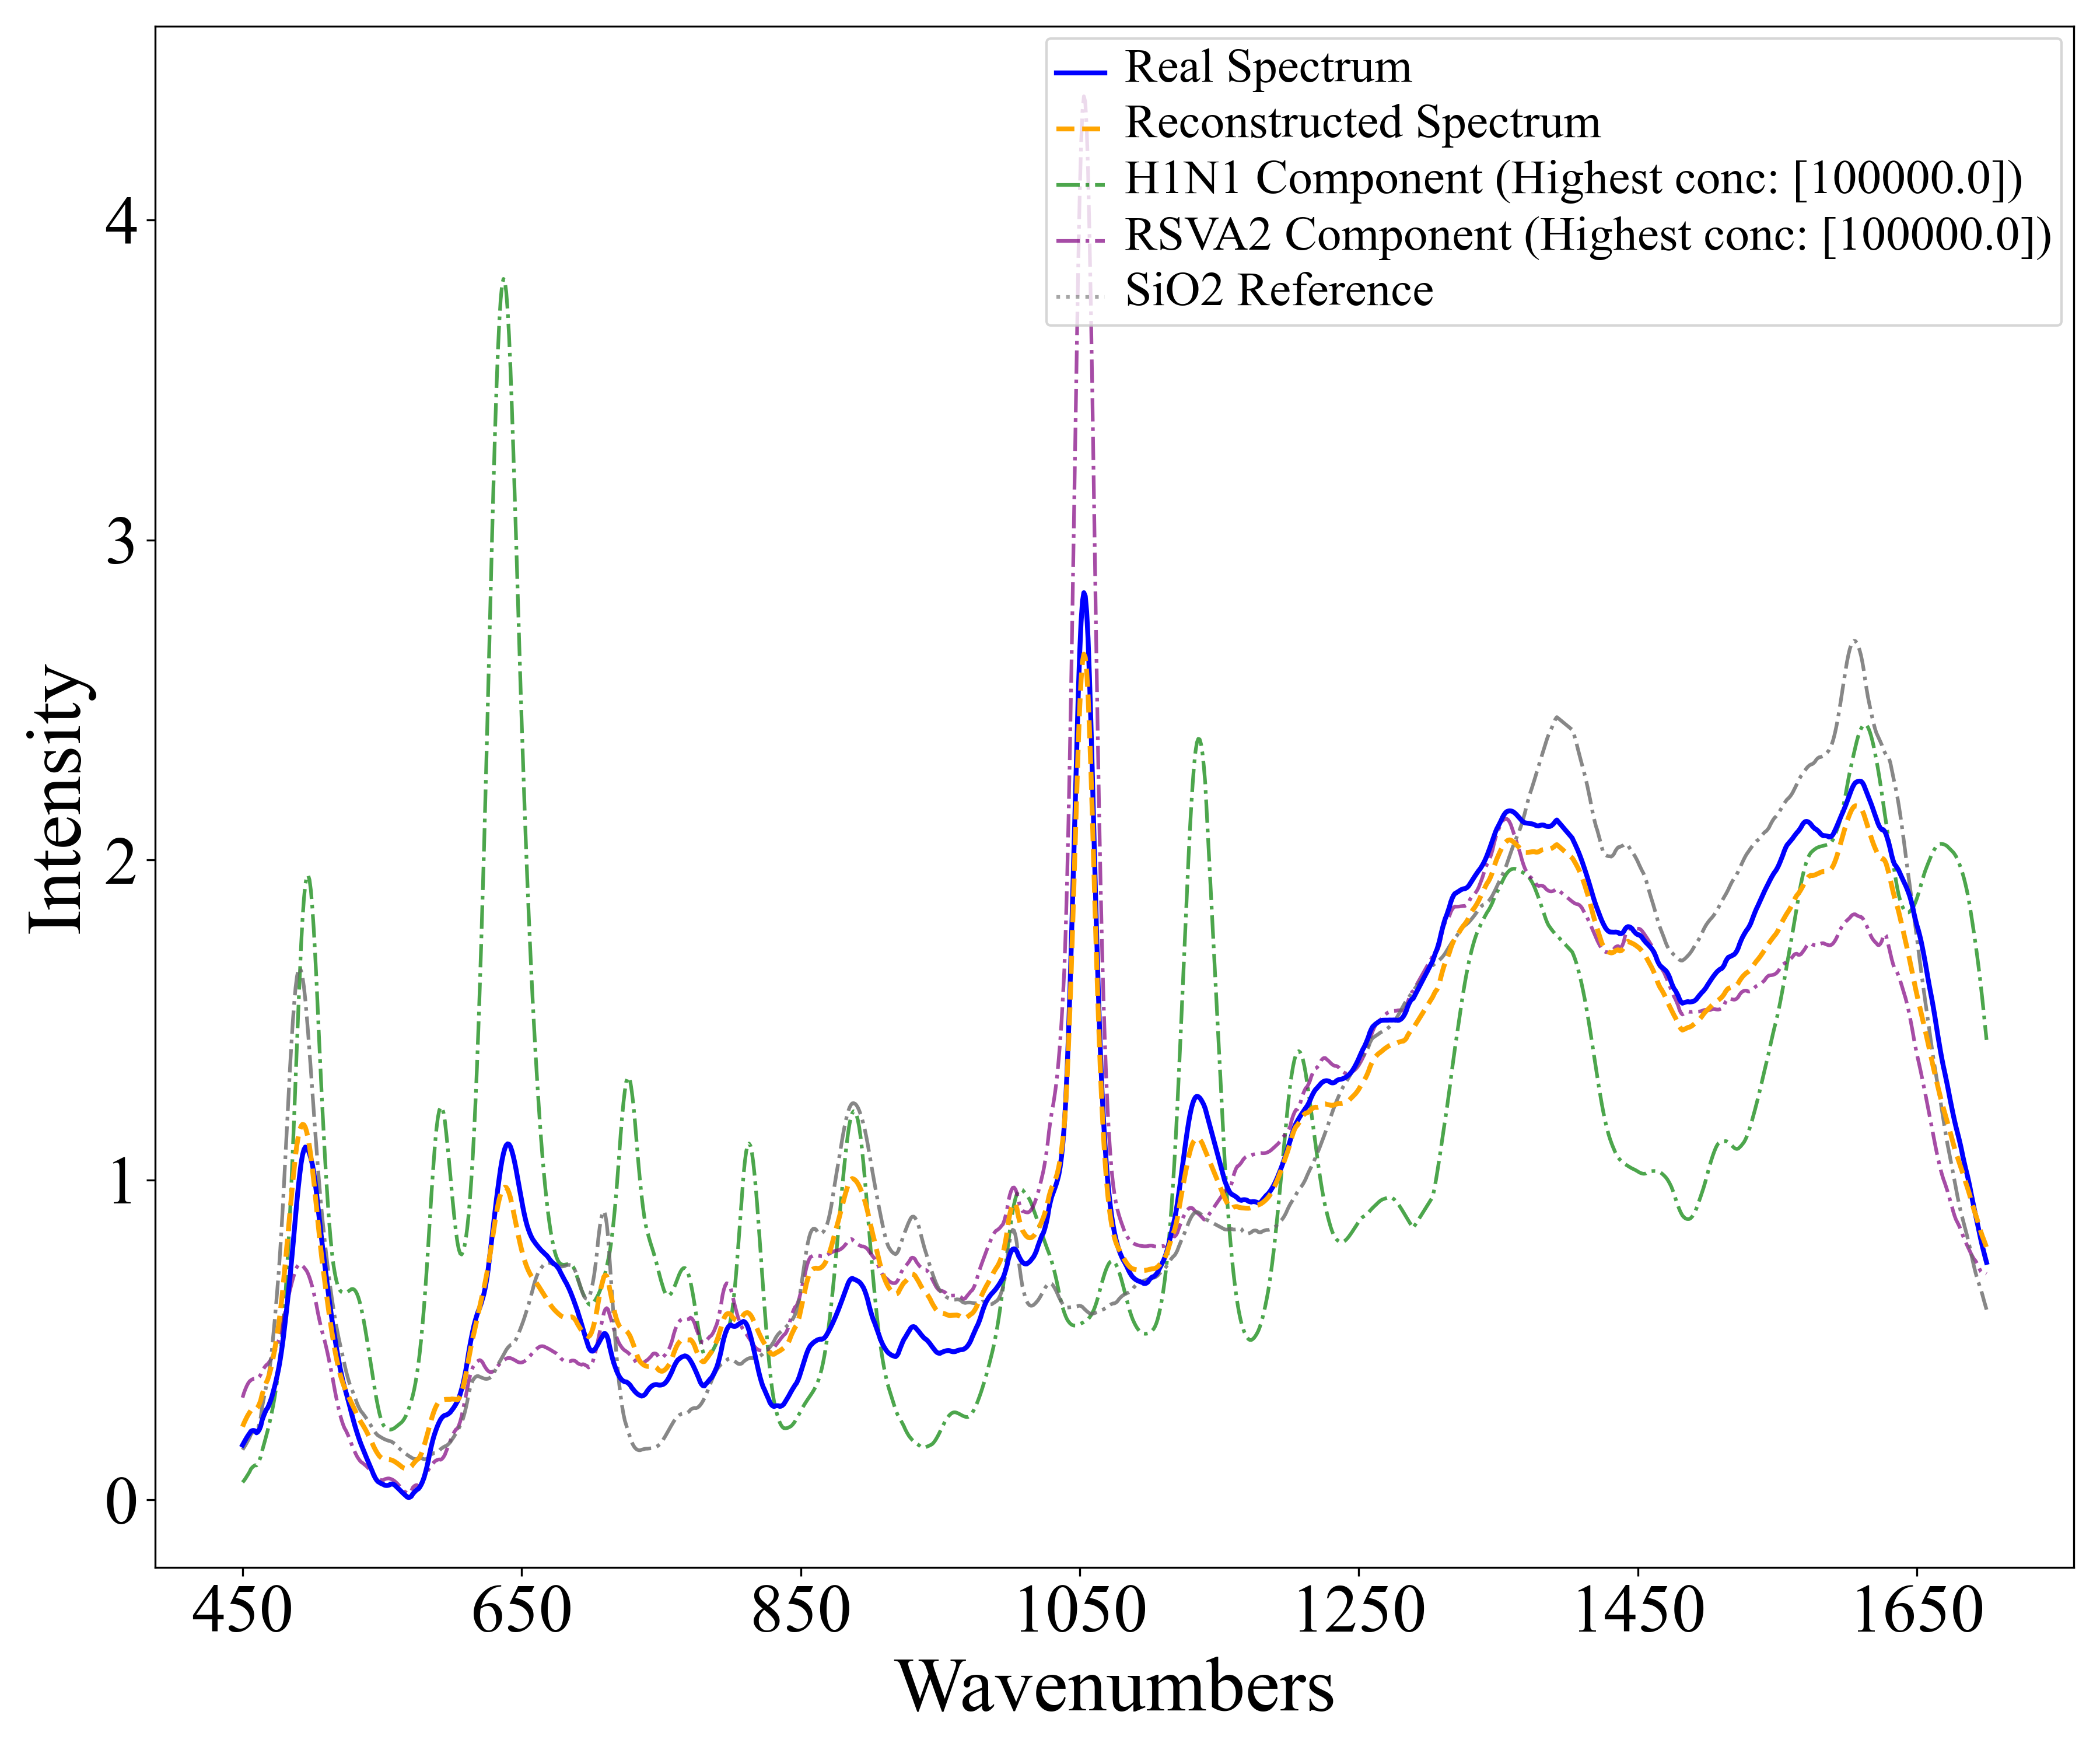 Real Spectrum
Reconstructed Spectrum
H1N1 Component (Highest conc: [100000.0])
RSVA2 Component (Highest conc: [100000.0])
SiO2 Reference
Intensity
4
3
2
1
0
450 650 850 1050 1250 1450 1650
Wavenumbers